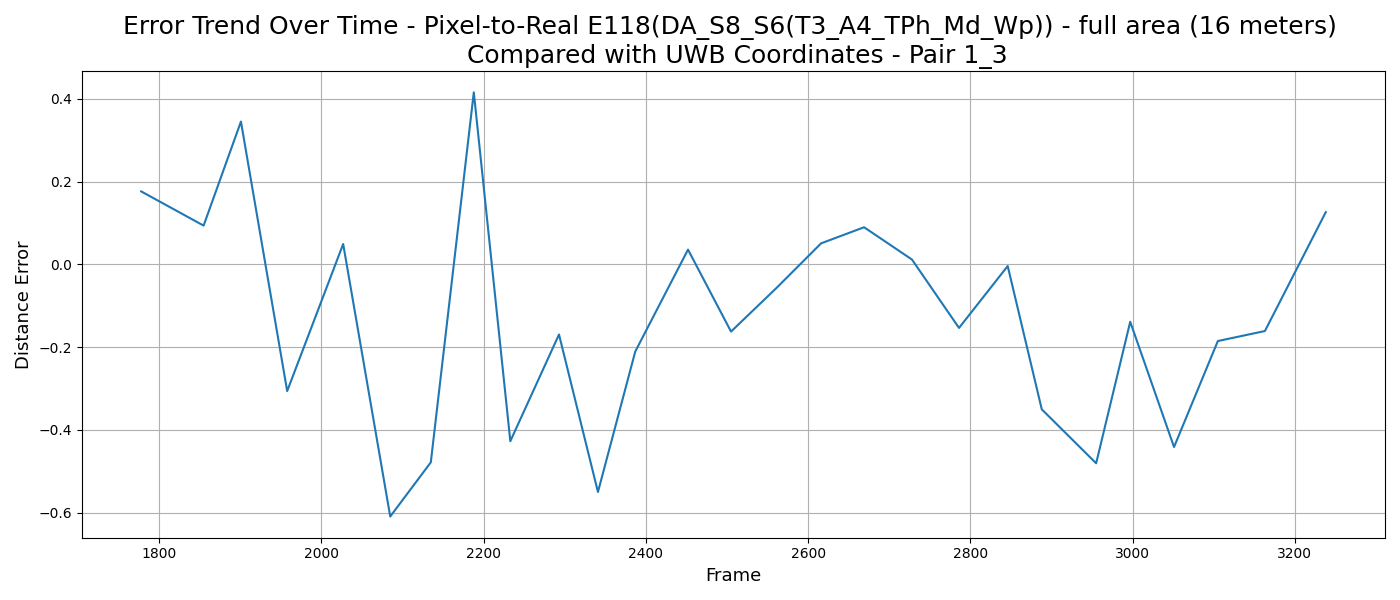 Error Trend Over Time - Pixel-to-Real E118(DA_S8_S6(T3_A4_TPh_Md_Wp)) - full area (16 meters)
Compared with UWB Coordinates - Pair 1_3
0.4
0.2
0.0
−0.2
−0.4
−0.6
Distance Error
1800 2000 2200 2400 2600 2800 3000 3200
Frame